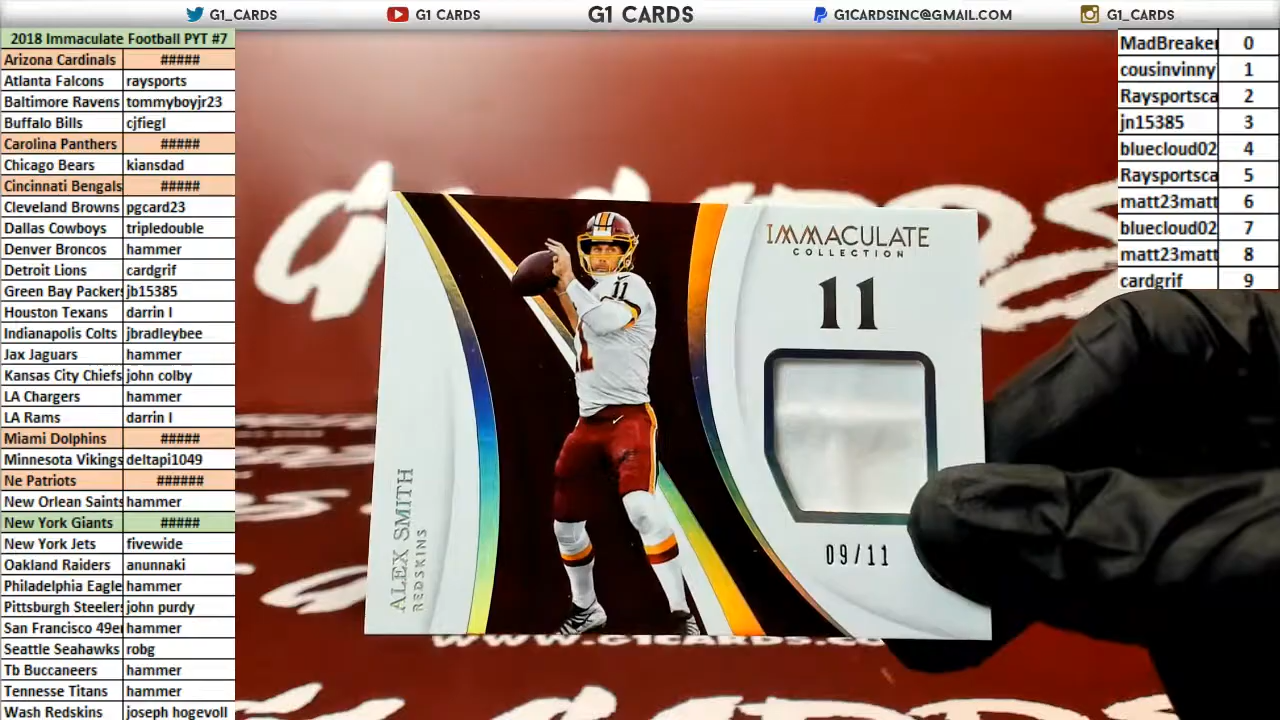 G1_CARDS
G1 CARDS
G1 CARDS
G1CARDSINC@GMAIL.COM
G1_CARDS
2018 Immaculate Football PYT #7
Arizona Cardinals #####
Atlanta Falcons raysports
Baltimore Ravens tommyboyjr23
Buffalo Bills cjfiegl
Carolina Panthers #####
Chicago Bears kiansdad
Cincinnati Bengals #####
Cleveland Browns pgcard23
Dallas Cowboys tripledouble
Denver Broncos hammer
Detroit Lions cardgrif
Green Bay Packers jb15385
Houston Texans darrin l
Indianapolis Colts jbradleybee
Jax Jaguars hammer
Kansas City Chiefs john colby
LA Chargers hammer
LA Rams darrin l
Miami Dolphins #####
Minnesota Vikings deltapi1049
Ne Patriots ######
New Orlean Saints hammer
New York Giants #####
New York Jets fivewide
Oakland Raiders anunnaki
Philadelphia Eagle hammer
Pittsburgh Steelers john purdy
San Francisco 49er hammer
Seattle Seahawks robg
Tb Buccaneers hammer
Tennesse Titans hammer
Wash Redskins joseph hogevoll
MadBreaker 0
cousinvinny 1
Raysportsca 2
jn15385 3
bluecloud02 4
Raysportsca 5
matt23matt 6
bluecloud02 7
matt23matt 8
cardgrif 9
IMMACULATE
COLLECTION
11
11
09/11
ALEX SMITH
REDSKINS
WWW.G1CARDS.CO